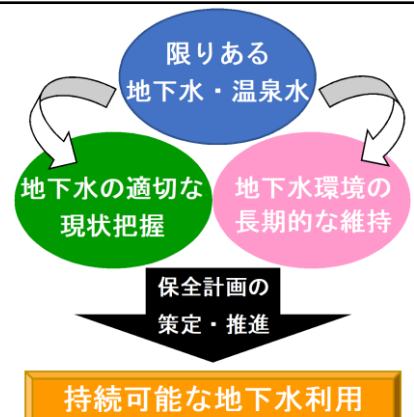 限りある
地下水・温泉水
地下水の適切な
現状把握
地下水環境の
長期的な維持
保全計画の
策定・推進
持続可能な地下水利用